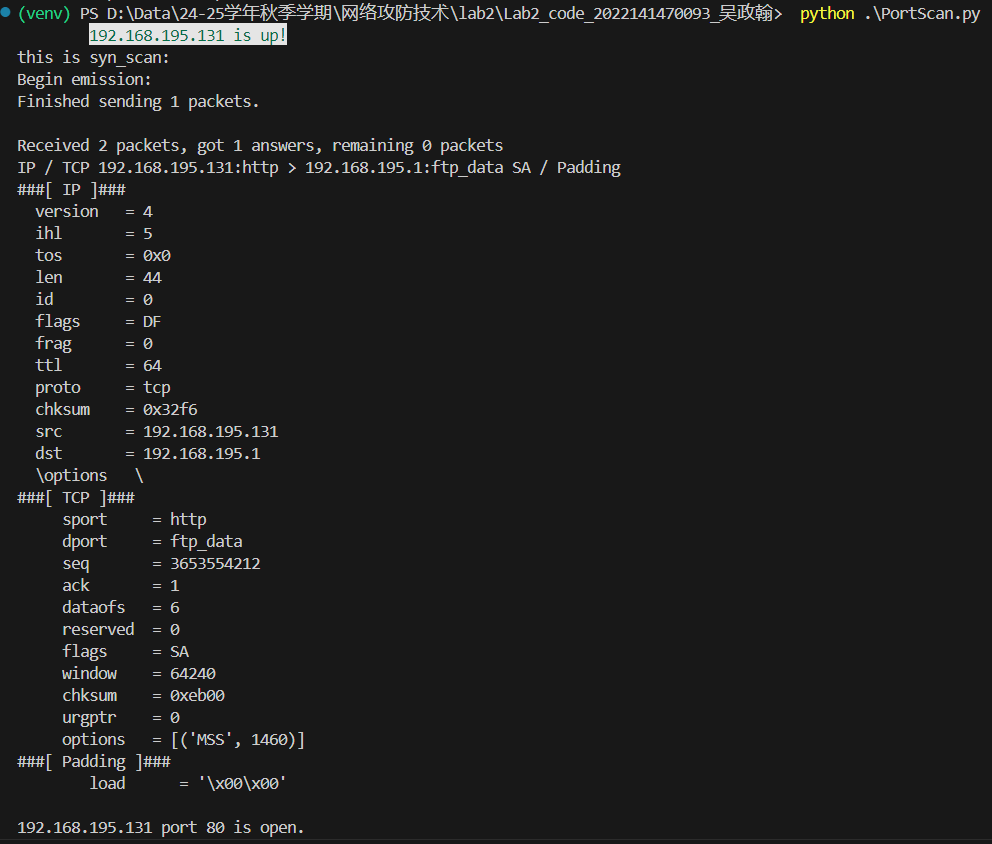 (venv) PS D:\Data\24-25学年秋季学期\网络攻防技术\lab2\Lab2_code_2022141470093_吴政翰> python .\PortScan.py
192.168.195.131 is up!
this is syn_scan:
Begin emission:
Finished sending 1 packets.
Received 2 packets, got 1 answers, remaining 0 packets
IP / TCP 192.168.195.131:http > 192.168.195.1:ftp_data SA / Padding
###[ IP ]###
version = 4
ihl = 5
tos = 0x0
len = 44
id = 0
flags = DF
frag = 0
ttl = 64
proto = tcp
chksum = 0x32f6
src = 192.168.195.131
dst = 192.168.195.1
\options \
###[ TCP ]###
sport = http
dport = ftp_data
seq = 3653554212
ack = 1
dataofs = 6
reserved = 0
flags = SA
window = 64240
chksum = 0xeb00
urgptr = 0
options = [('MSS', 1460)]
###[ Padding ]###
load = '\x00\x00'
192.168.195.131 port 80 is open.